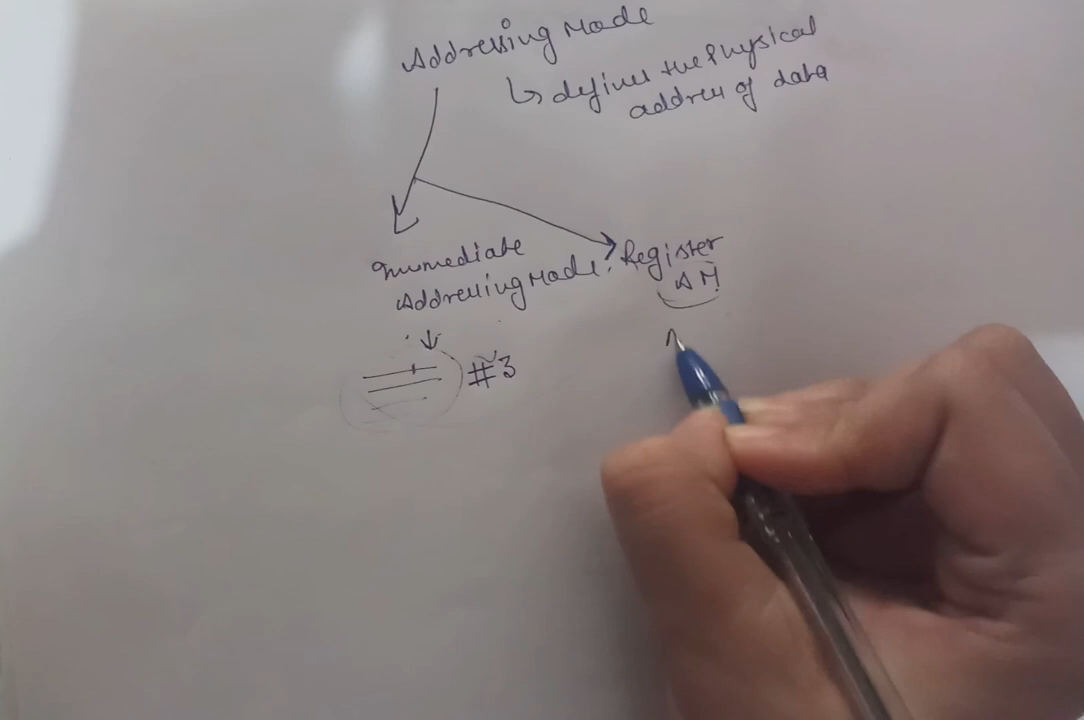 Addressing Mode
↳ defines the Physical
address of data
Immediate
Addressing Mode.
Register
AM
#3